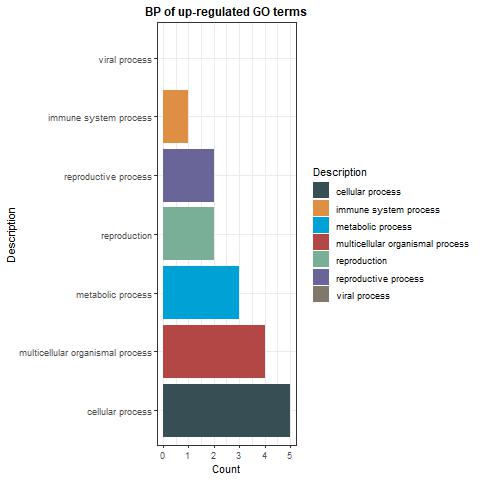 BP of up-regulated GO terms
Description
viral process
immune system process
reproductive process
reproduction
metabolic process
multicellular organismal process
cellular process
0 1 2 3 4 5
Count
Description
cellular process
immune system process
metabolic process
multicellular organismal process
reproduction
reproductive process
viral process